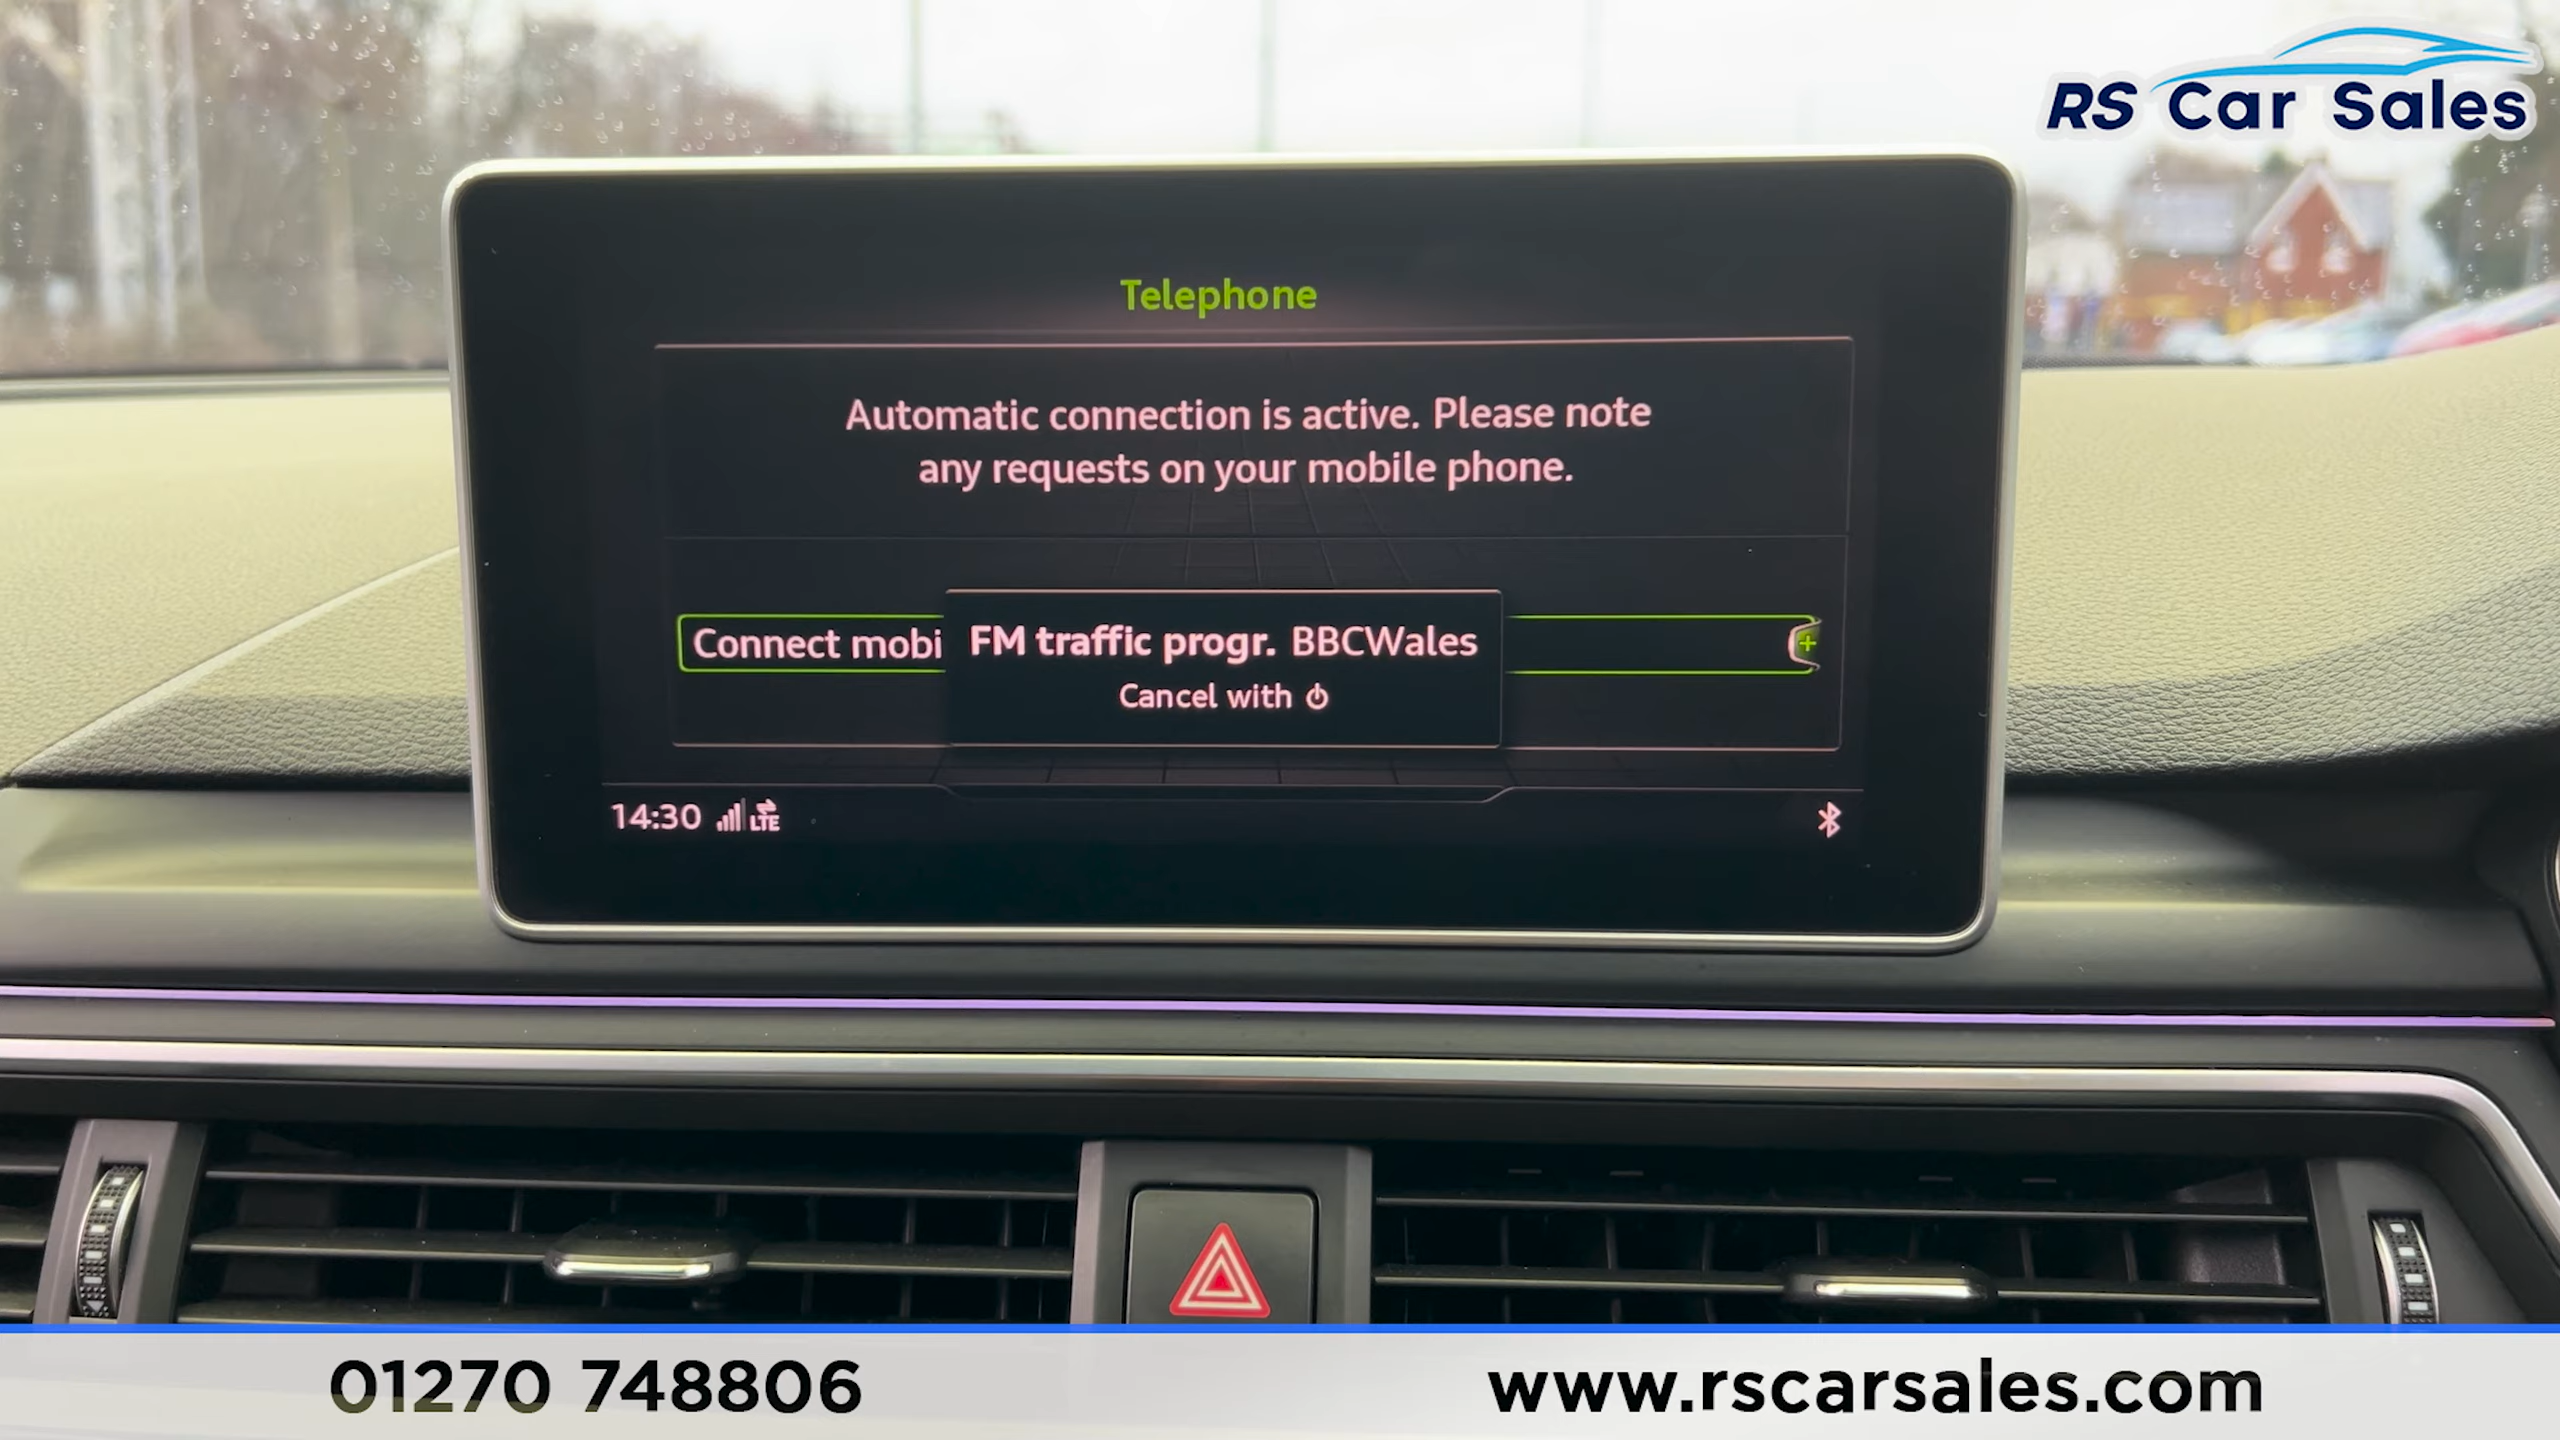 RS Car Sales
Telephone
Automatic connection is active. Please note
any requests on your mobile phone.
Connect mobi
FM traffic progr. BBCWales
Cancel with
14:30 LTE
01270 748806 www.rscarsales.com